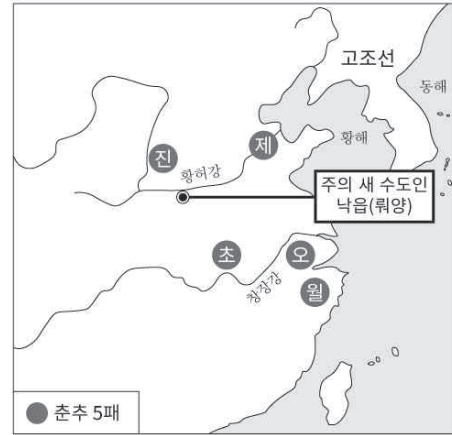 고조선
동해
제
황해
진
황허강
주의 새 수도인
낙읍(뤄양)
초
오
창장강
월
춘추 5패